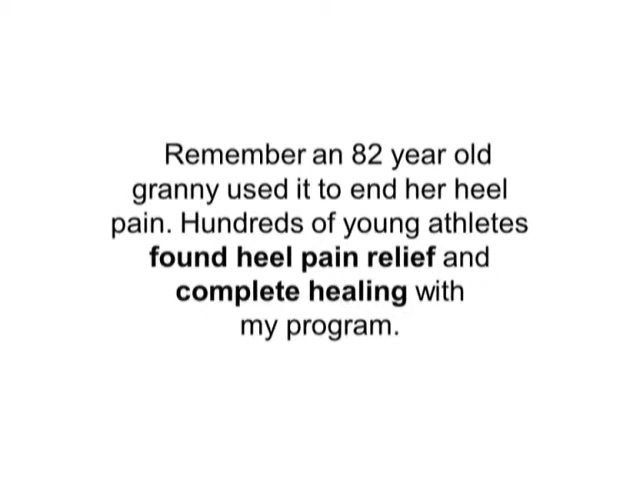 Remember an 82 year old
granny used it to end her heel
pain. Hundreds of young athletes
found heel pain relief and
complete healing with
my program.